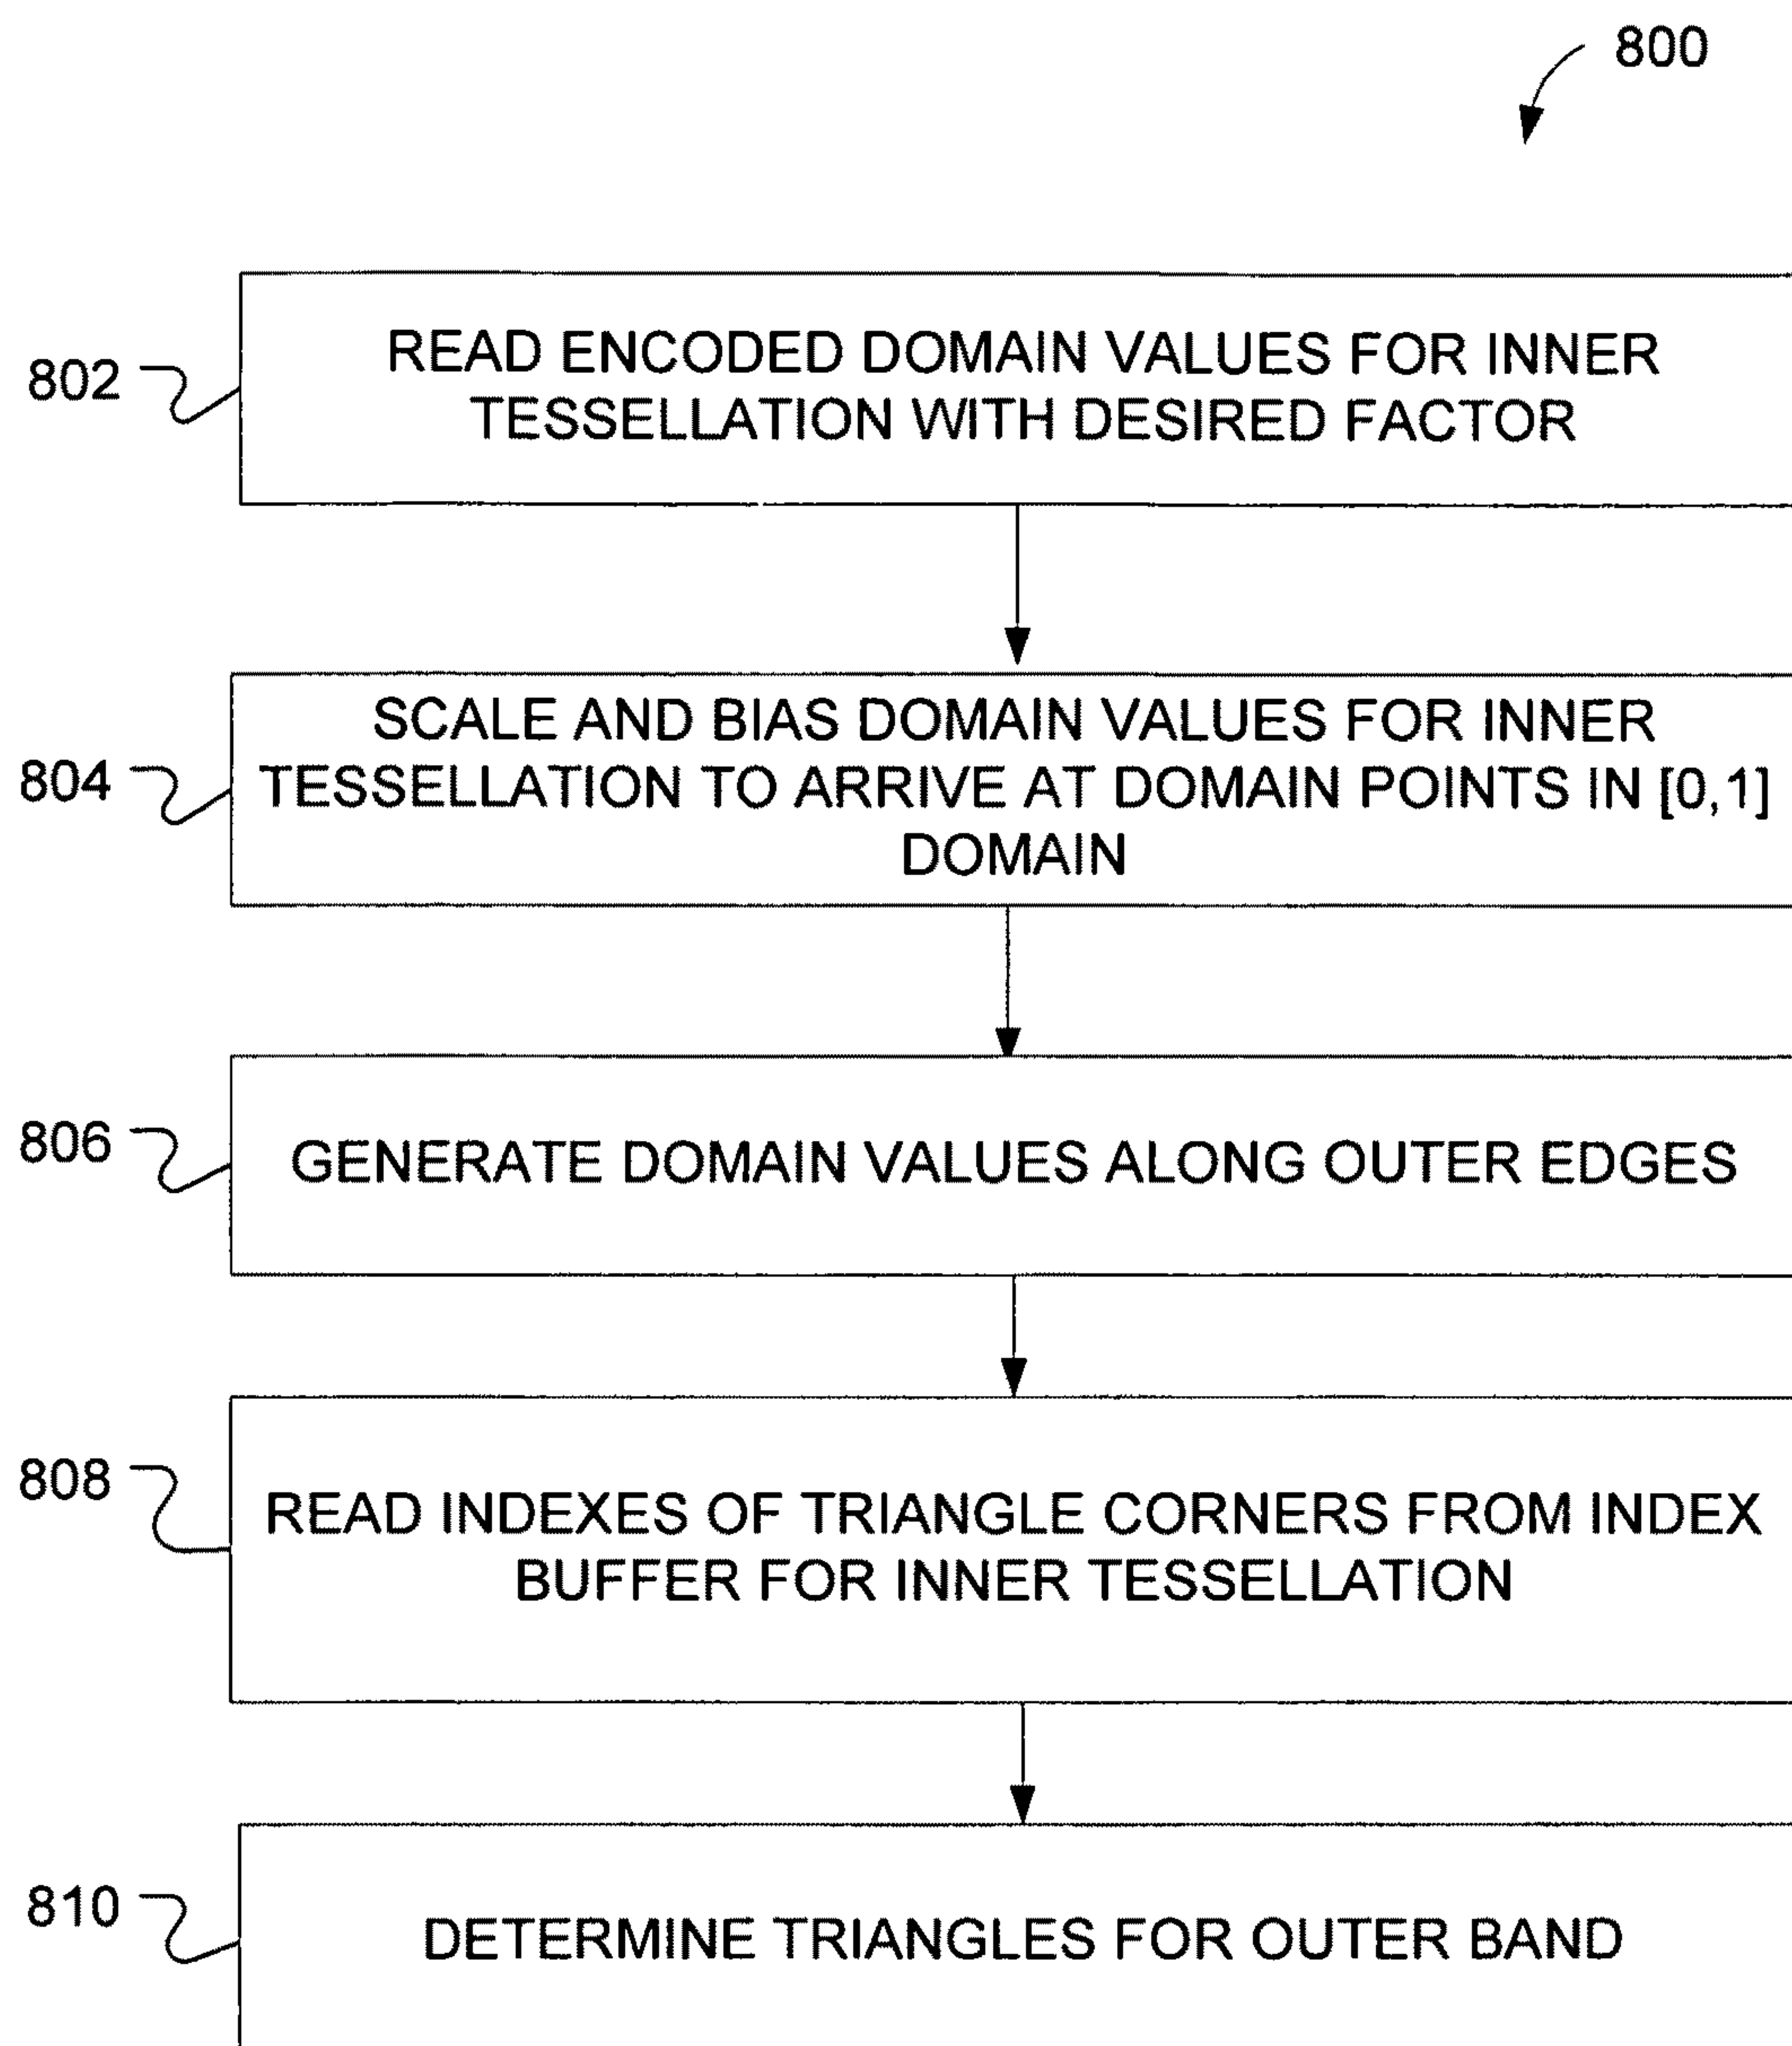 800
802
READ ENCODED DOMAIN VALUES FOR INNER
TESSELLATION WITH DESIRED FACTOR
804
SCALE AND BIAS DOMAIN VALUES FOR INNER
TESSELLATION TO ARRIVE AT DOMAIN POINTS IN [0,1]
DOMAIN
806
GENERATE DOMAIN VALUES ALONG OUTER EDGES
808
READ INDEXES OF TRIANGLE CORNERS FROM INDEX
BUFFER FOR INNER TESSELLATION
810
DETERMINE TRIANGLES FOR OUTER BAND